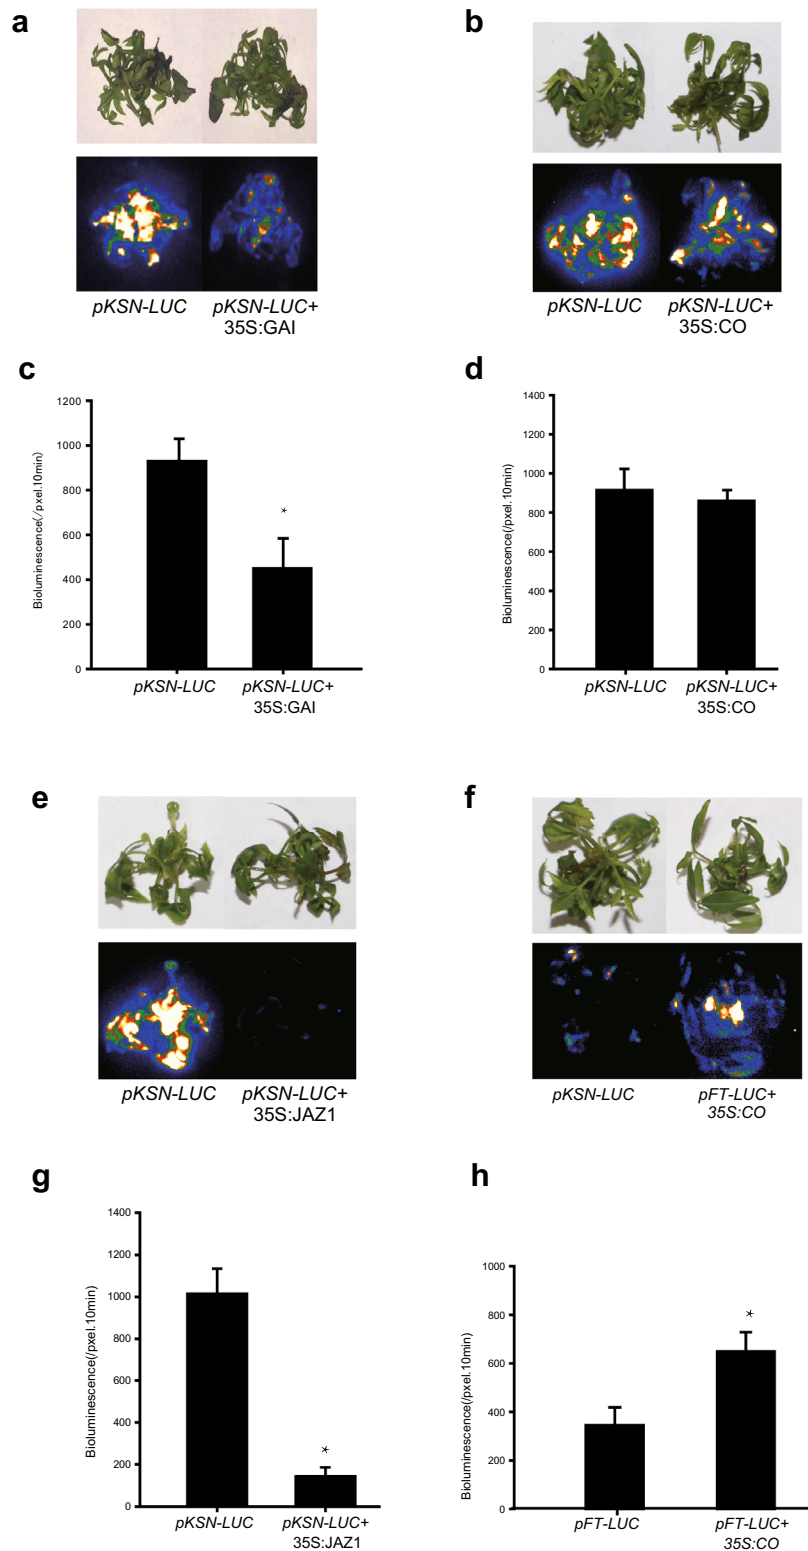 a
b
pKSN-LUC
pKSN-LUC+
35S:GAI
pKSN-LUC
pKSN-LUC+
35S:CO
c
Bioluminescence(/pxel.10min)
1200
1000
800
600
400
200
0
*
pKSN-LUC
pKSN-LUC+
35S:GAI
d
Bioluminescence(/pxel.10min)
1400
1200
1000
800
600
400
200
0
pKSN-LUC
pKSN-LUC+
35S:CO
e
pKSN-LUC
pKSN-LUC+
35S:JAZ1
f
pKSN-LUC
pFT-LUC+
35S:CO
g
Bioluminescence(/pxel.10min)
1400
1200
1000
800
600
400
200
0
*
pKSN-LUC
pKSN-LUC+
35S:JAZ1
h
Bioluminescence(/pxel.10min)
1000
800
600
400
200
0
*
pFT-LUC
pFT-LUC+
35S:CO